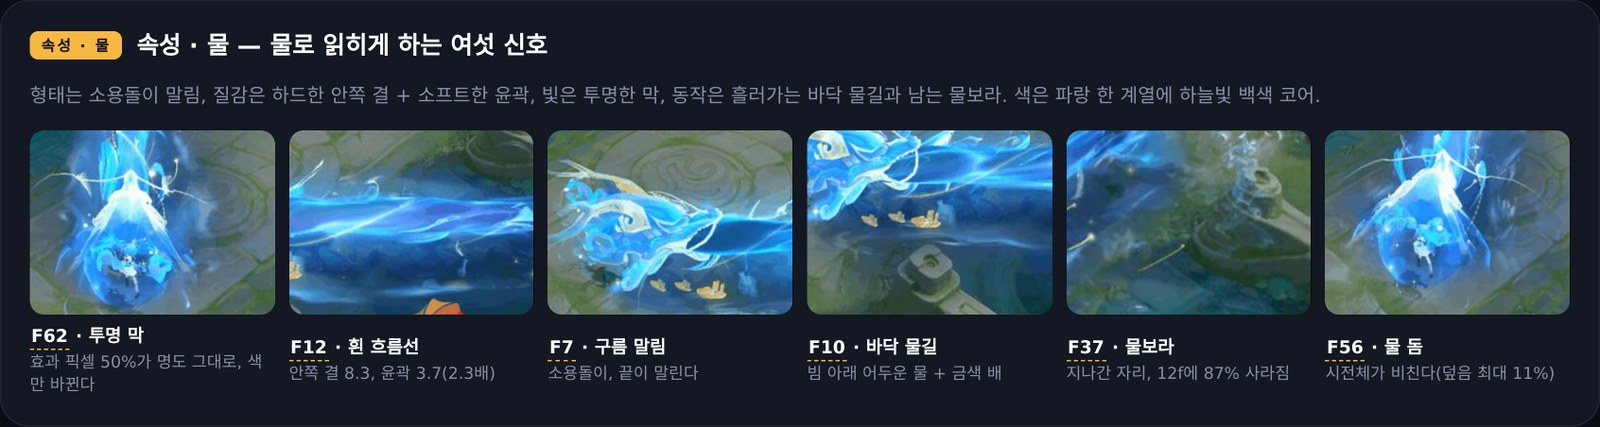 속성 · 물
속성 · 물 — 물로 읽히게 하는 여섯 신호
형태는 소용돌이 말림, 질감은 하드한 안쪽 결 + 소프트한 윤곽, 빛은 투명한 막, 동작은 흘러가는 바닥 물길과 남는 물보라. 색은 파랑 한 계열에 하늘빛 백색 코어.
F62 · 투명 막
효과 픽셀 50%가 명도 그대로, 색
만 바뀐다
F12 · 흰 흐름선
안쪽 결 8.3, 윤곽 3.7(2.3배)
F7 · 구름 말림
소용돌이, 끝이 말린다
F10 · 바닥 물길
빔 아래 어두운 물 + 금색 배
F37 · 물보라
지나간 자리, 12f에 87% 사라짐
F56 · 물 돔
시전체가 비친다(덮음 최대 11%)